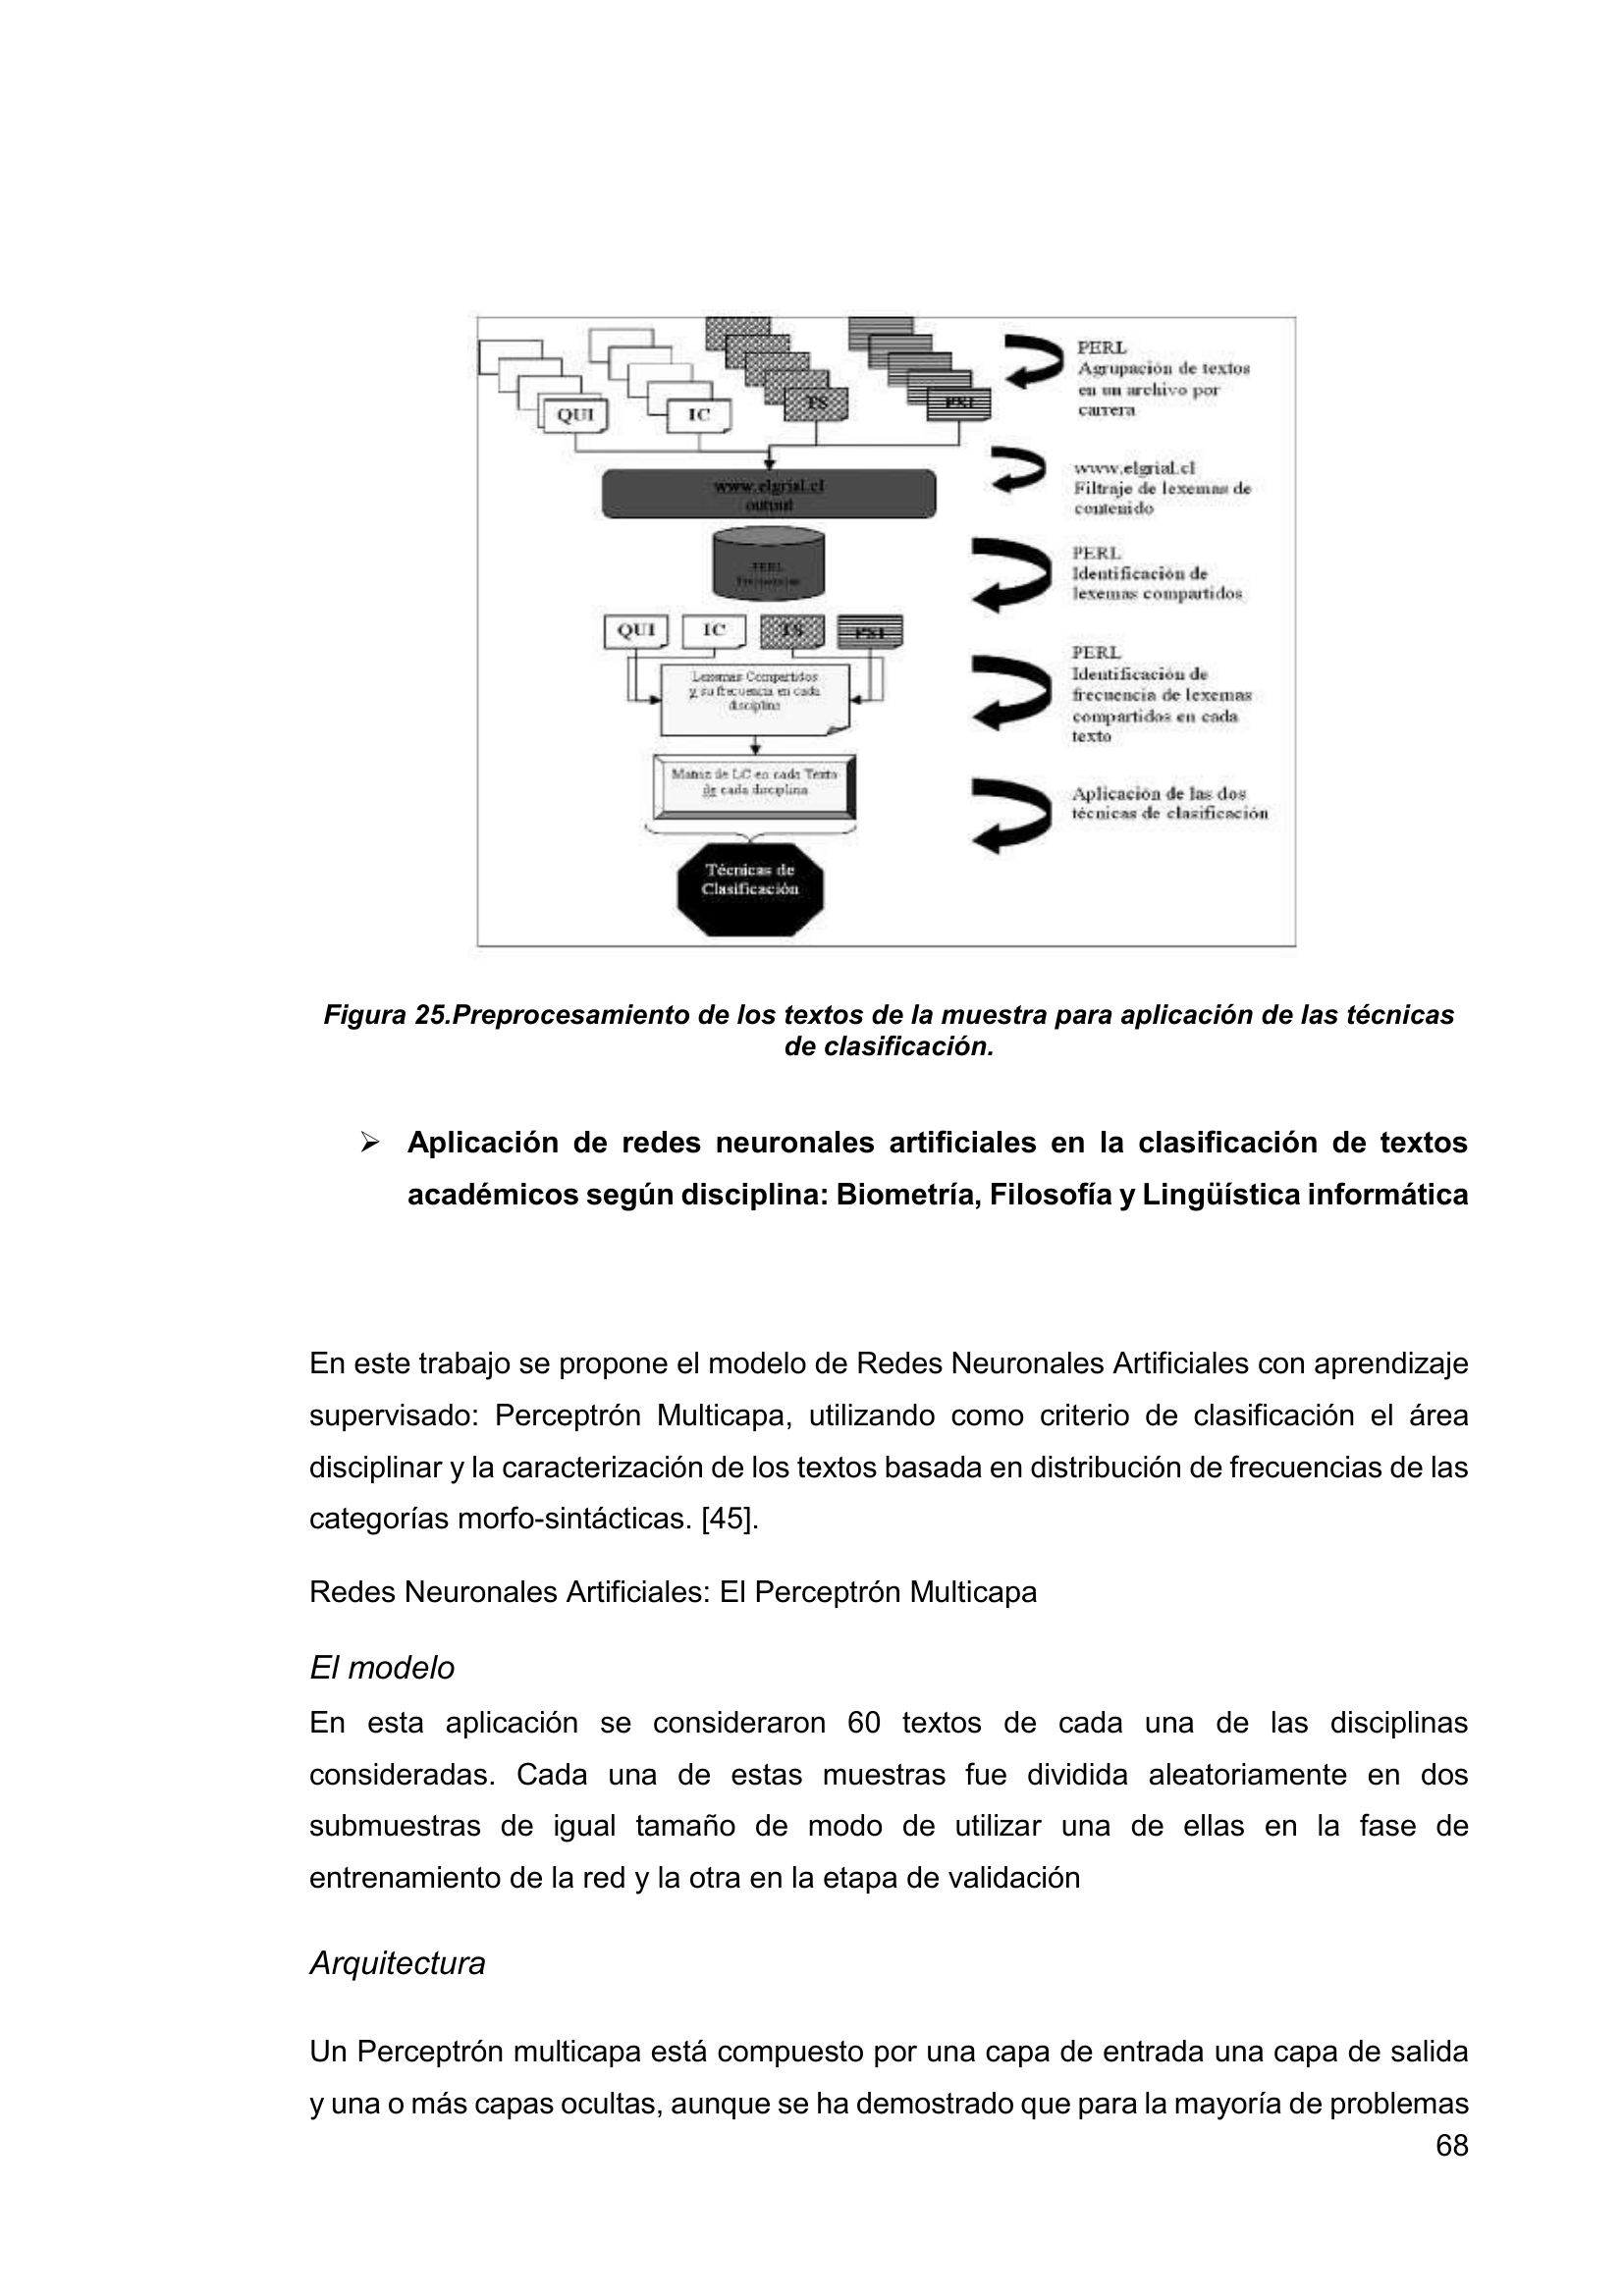 QUI
IC
TS
PSI
PERL
Agrupación de textos
en un archivo por
carrera
www.elgrial.cl
output
www.elgrial.cl
Filtraje de lexemas de
contenido
PERL
Frecuencias
PERL
Identificación de
lexemas compartidos
QUI
IC
TS
PSI
Lexemas Compartidos
y su frecuencia en cada
disciplina
PERL
Identificación de
frecuencia de lexemas
compartidos en cada
texto
Matriz de LC en cada Texto
de cada disciplina
Aplicación de las dos
técnicas de clasificación
Técnicas de
Clasificación
Figura 25.Preprocesamiento de los textos de la muestra para aplicación de las técnicas
de clasificación.
➢ Aplicación de redes neuronales artificiales en la clasificación de textos
académicos según disciplina: Biometría, Filosofía y Lingüística informática
En este trabajo se propone el modelo de Redes Neuronales Artificiales con aprendizaje
supervisado: Perceptrón Multicapa, utilizando como criterio de clasificación el área
disciplinar y la caracterización de los textos basada en distribución de frecuencias de las
categorías morfo-sintácticas. [45].
Redes Neuronales Artificiales: El Perceptrón Multicapa
El modelo
En esta aplicación se consideraron 60 textos de cada una de las disciplinas
consideradas. Cada una de estas muestras fue dividida aleatoriamente en dos
submuestras de igual tamaño de modo de utilizar una de ellas en la fase de
entrenamiento de la red y la otra en la etapa de validación
Arquitectura
Un Perceptrón multicapa está compuesto por una capa de entrada una capa de salida
y una o más capas ocultas, aunque se ha demostrado que para la mayoría de problemas
68